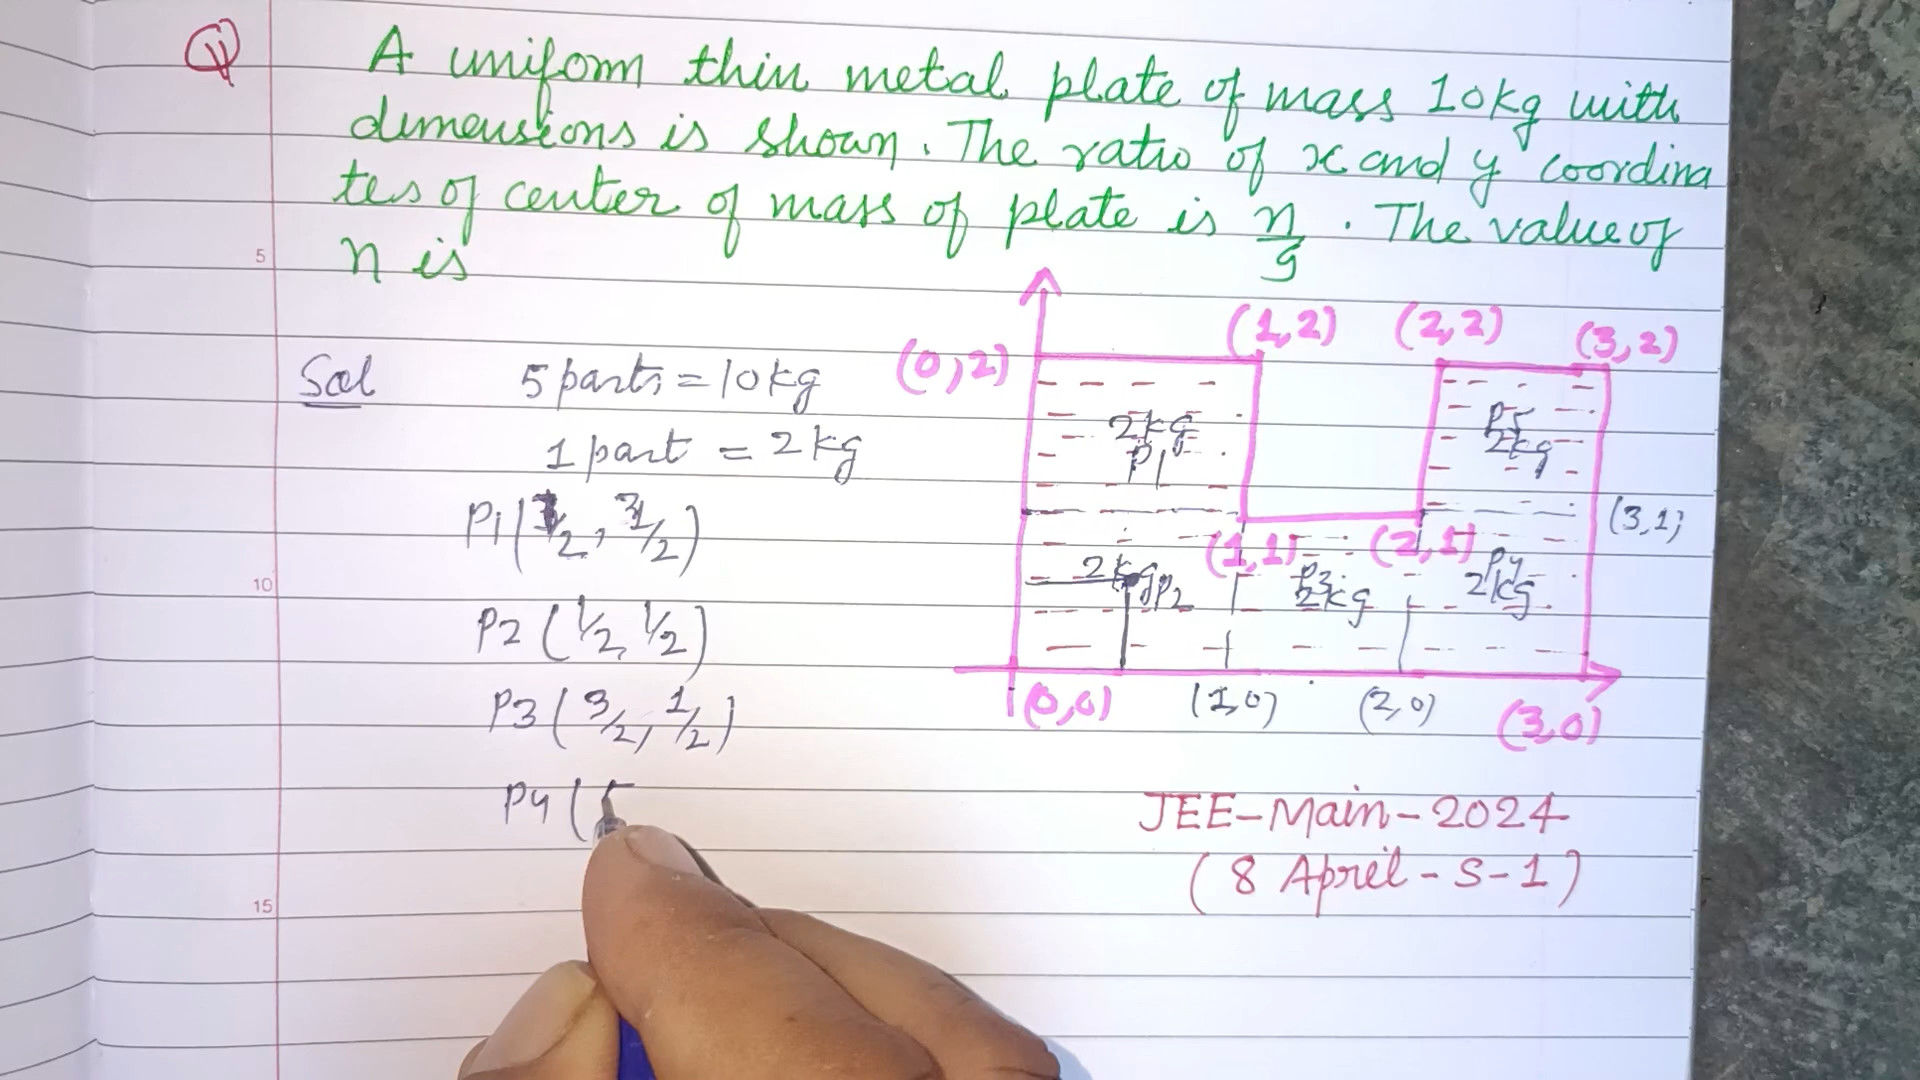 Q
A uniform thin metal plate of mass 10kg with
dimensions is shown. The ratio of x and y coordina
tes of center of mass of plate is n/9. The value of
n is
5
Sol
5 parts = 10kg
1 part = 2kg
P1(1/2, 3/2)
10
P2(1/2, 1/2)
P3(3/2, 1/2)
P4(5
15
(0,2)
(1,2)
(2,2)
(3,2)
2kg
P1
P5
2kg
(3,1)
(1,1)
(2,1)
2kg P2
P3
2kg
P4
2kg
(0,0)
(1,0)
(2,0)
(3,0)
JEE-Main-2024
(8 April-S-1)